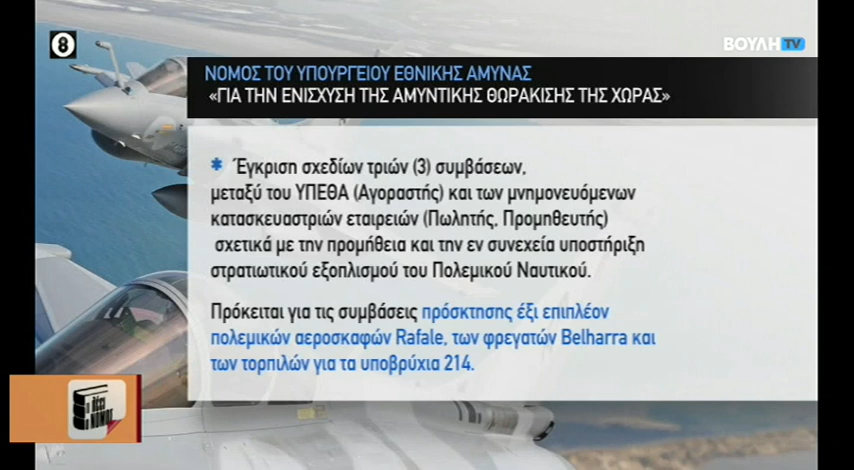 8
ΒΟΥΛΗ TV
ΝΟΜΟΣ ΤΟΥ ΥΠΟΥΡΓΕΙΟΥ ΕΘΝΙΚΗΣ ΑΜΥΝΑΣ
«ΓΙΑ ΤΗΝ ΕΝΙΣΧΥΣΗ ΤΗΣ ΑΜΥΝΤΙΚΗΣ ΘΩΡΑΚΙΣΗΣ ΤΗΣ ΧΩΡΑΣ»
* Έγκριση σχεδίων τριών (3) συμβάσεων,
μεταξύ του ΥΠΕΘΑ (Αγοραστής) και των μνημονευόμενων
κατασκευαστριών εταιρειών (Πωλητής, Προμηθευτής)
σχετικά με την προμήθεια και την εν συνεχεία υποστήριξη
στρατιωτικού εξοπλισμού του Πολεμικού Ναυτικού.
Πρόκειται για τις συμβάσεις πρόσκτησης έξι επιπλέον
πολεμικών αεροσκαφών Rafale, των φρεγατών Belharra και
των τορπιλών για τα υποβρύχια 214.
τι λέει
ο ΝΟΜΟΣ